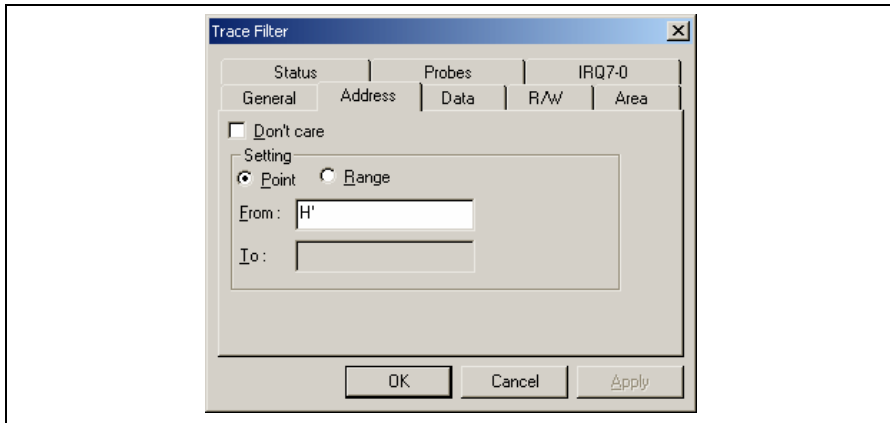 Trace Filter
Status Probes IRQ7-0
General Address Data R/W Area
Don't care
Setting
Point Range
From : H'
To :
OK Cancel Apply